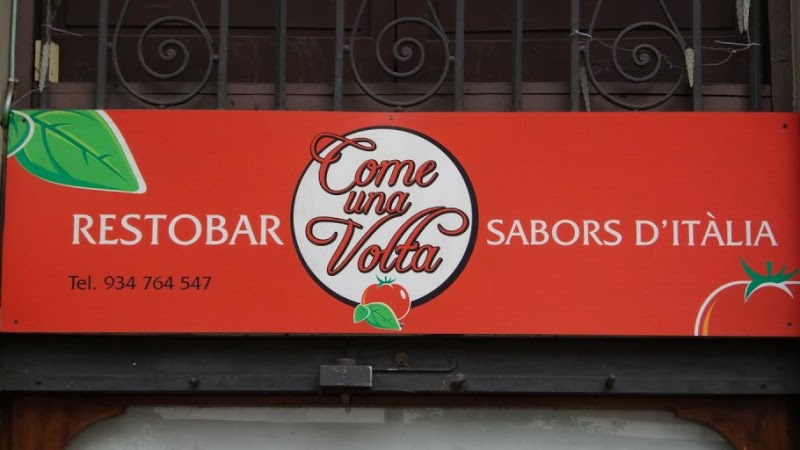 RESTOBAR
Tel. 934 764 547
Come
una
Volta
SABORS D'ITÀLIA